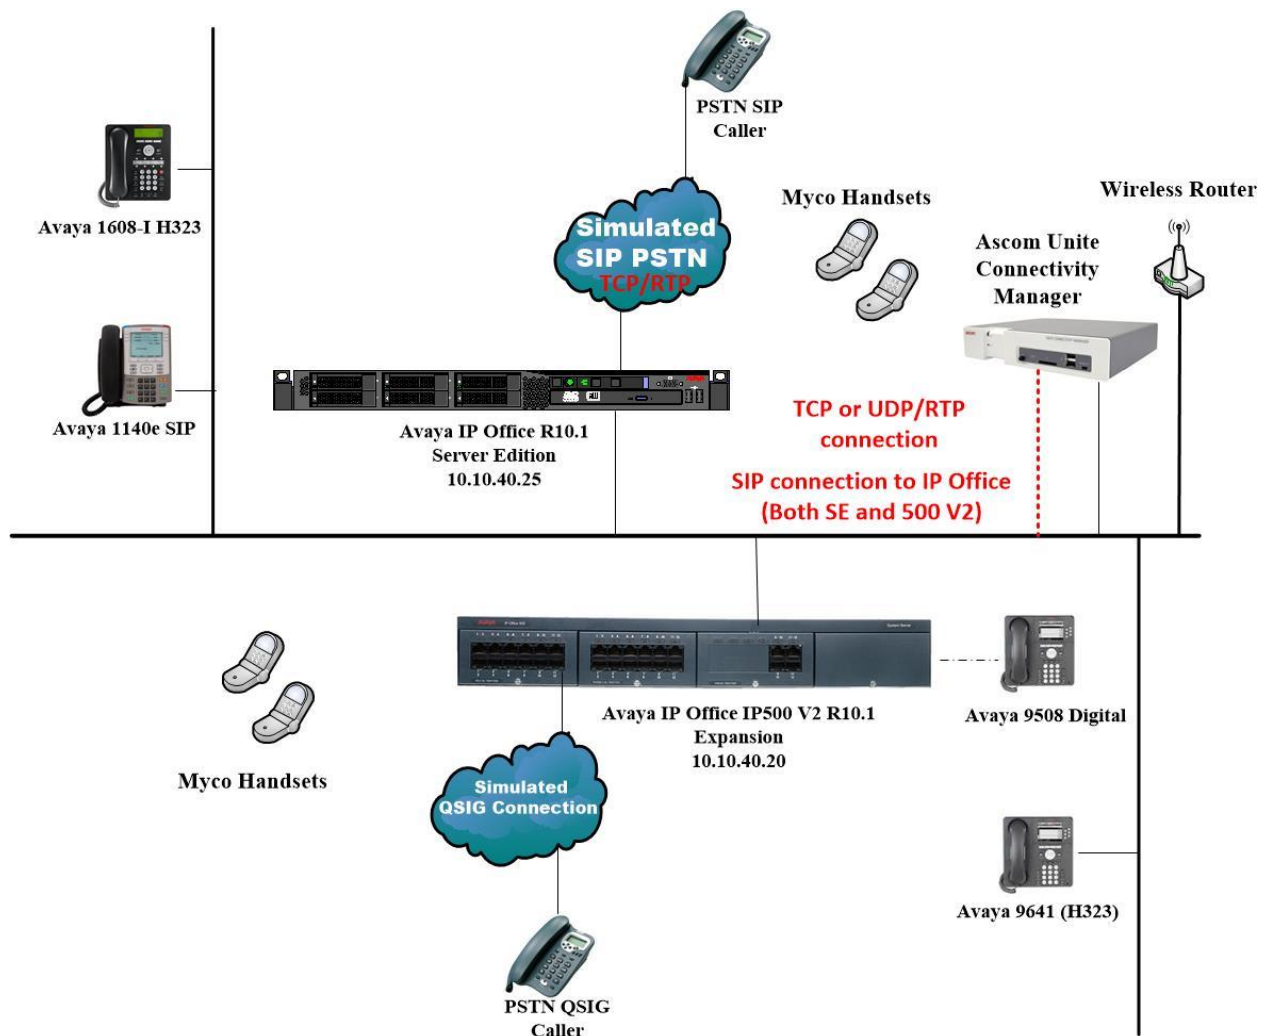 PSTN SIP
Caller
Avaya 1608-I H323
Simulated
SIP PSTN
TCP/RTP
Myco Handsets
Wireless Router
Ascom Unite
Connectivity
Manager
Avaya 1140e SIP
Avaya IP Office R10.1
Server Edition
10.10.40.25
TCP or UDP/RTP
connection
SIP connection to IP Office
(Both SE and 500 V2)
Avaya IP Office IP500 V2 R10.1
Expansion
10.10.40.20
Avaya 9508 Digital
Myco Handsets
Simulated
QSIG Connection
Avaya 9641 (H323)
PSTN QSIG
Caller